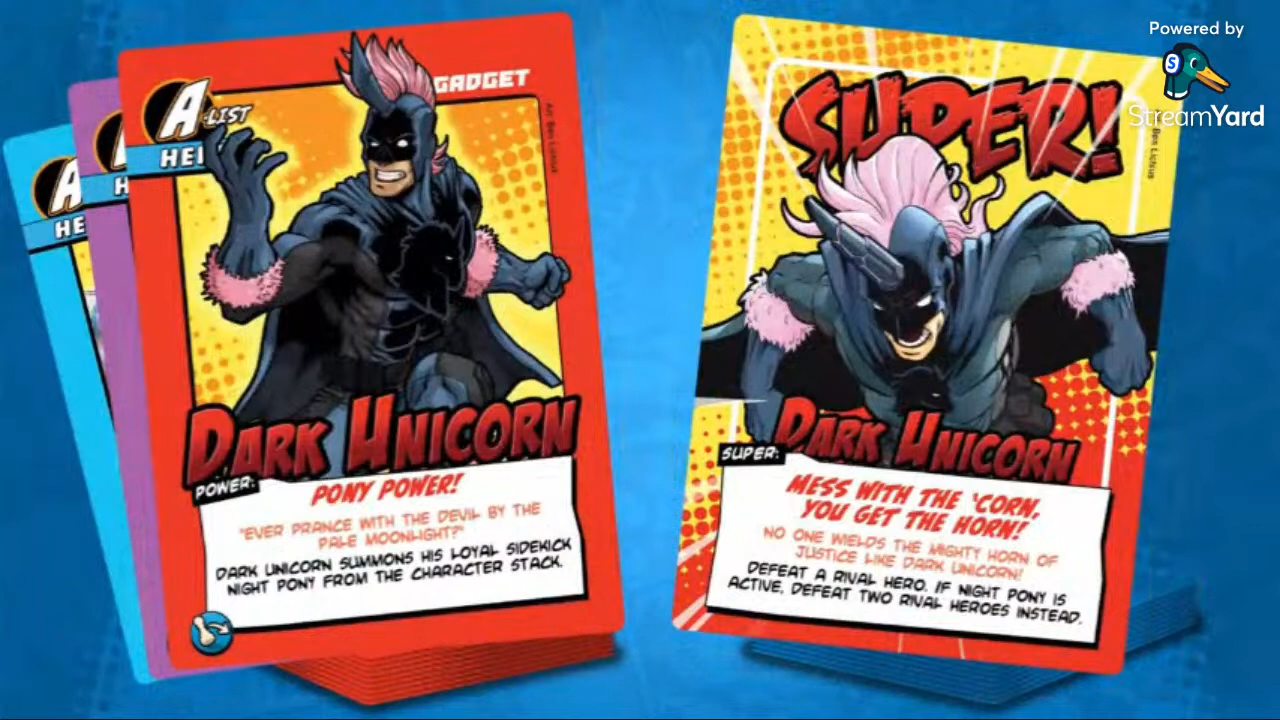 Powered by
StreamYard
A-LIST
HE
A
H
A
HE
GADGET
Art: Ben Lichius
DARK UNICORN
POWER:
PONY POWER!
"EVER PRANCE WITH THE DEVIL BY THE
PALE MOONLIGHT?"
DARK UNICORN SUMMONS HIS LOYAL SIDEKICK
NIGHT PONY FROM THE CHARACTER STACK.
SUPER!
Ben Lichius
DARK UNICORN
SUPER:
MESS WITH THE 'CORN,
YOU GET THE HORN!
NO ONE WIELDS THE MIGHTY HORN OF
JUSTICE LIKE DARK UNICORN!
DEFEAT A RIVAL HERO. IF NIGHT PONY IS
ACTIVE, DEFEAT TWO RIVAL HEROES INSTEAD.